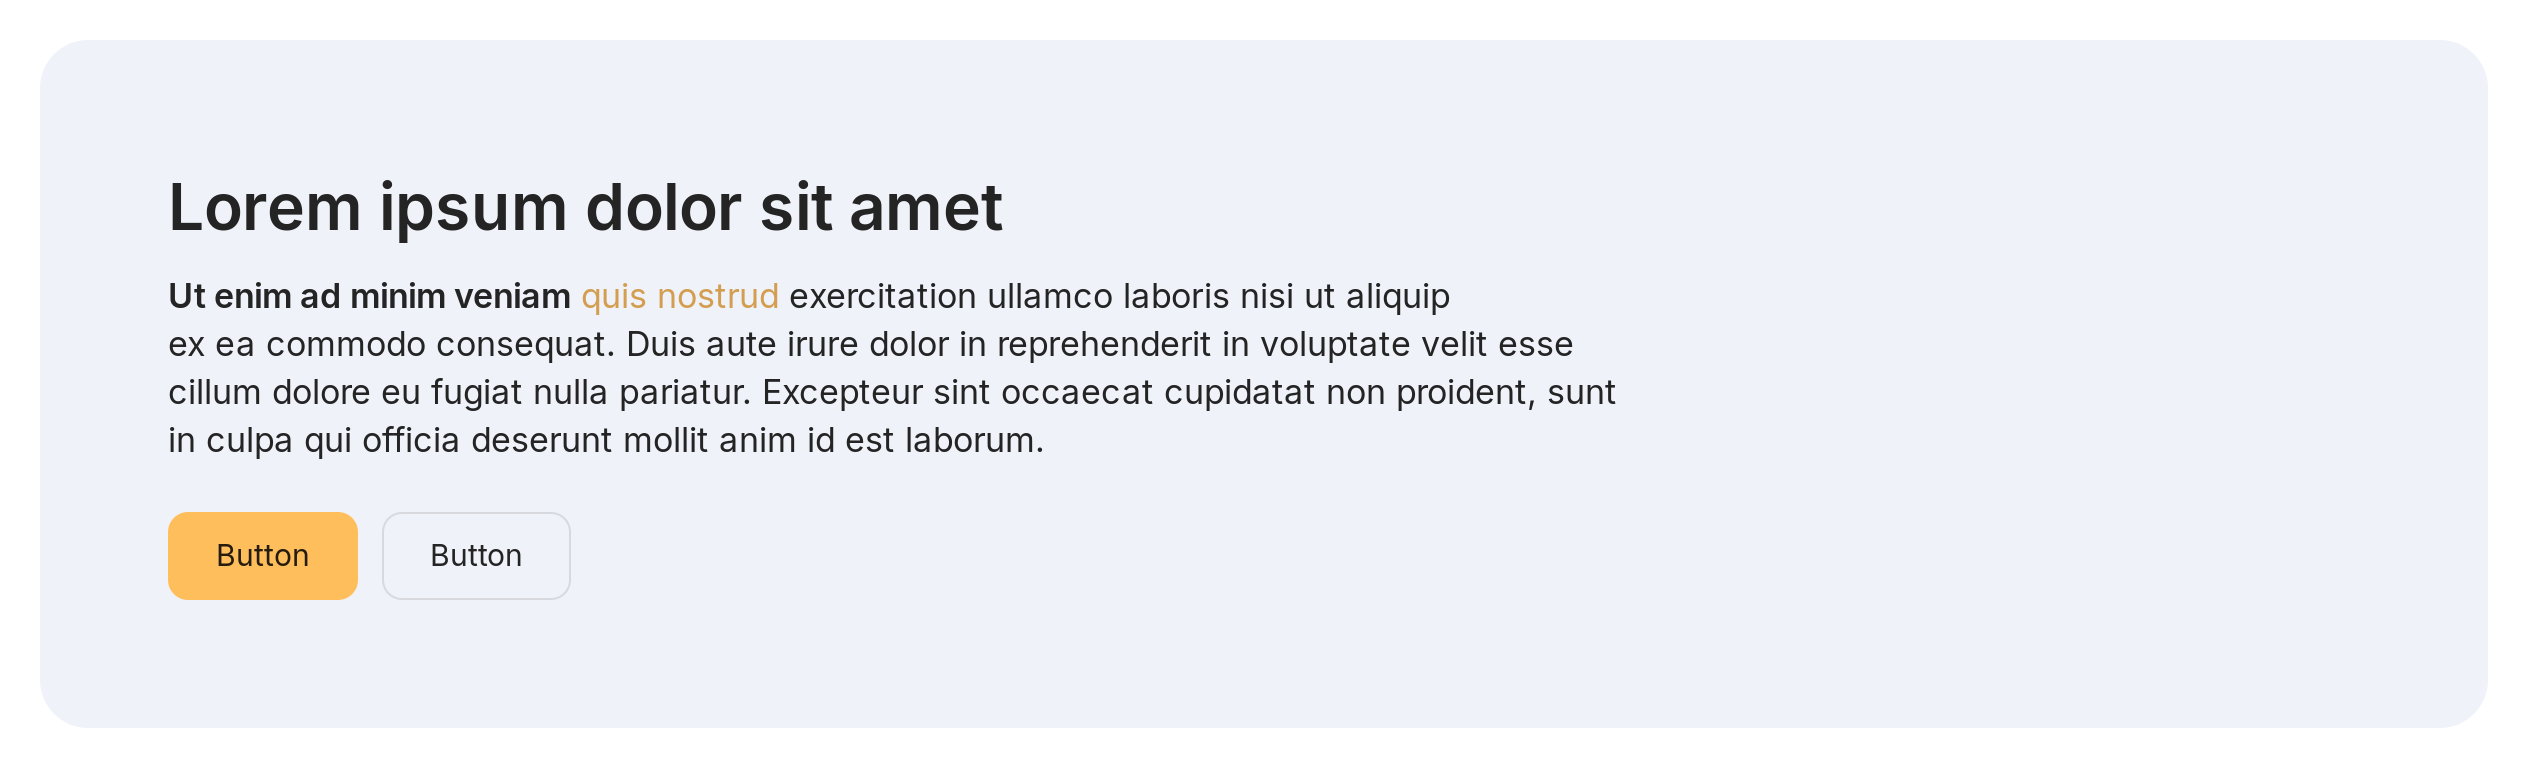 Lorem ipsum dolor sit amet
Ut enim ad minim veniam quis nostrud exercitation ullamco laboris nisi ut aliquip
ex ea commodo consequat. Duis aute irure dolor in reprehenderit in voluptate velit esse
cillum dolore eu fugiat nulla pariatur. Excepteur sint occaecat cupidatat non proident, sunt
in culpa qui officia deserunt mollit anim id est laborum.
Button Button